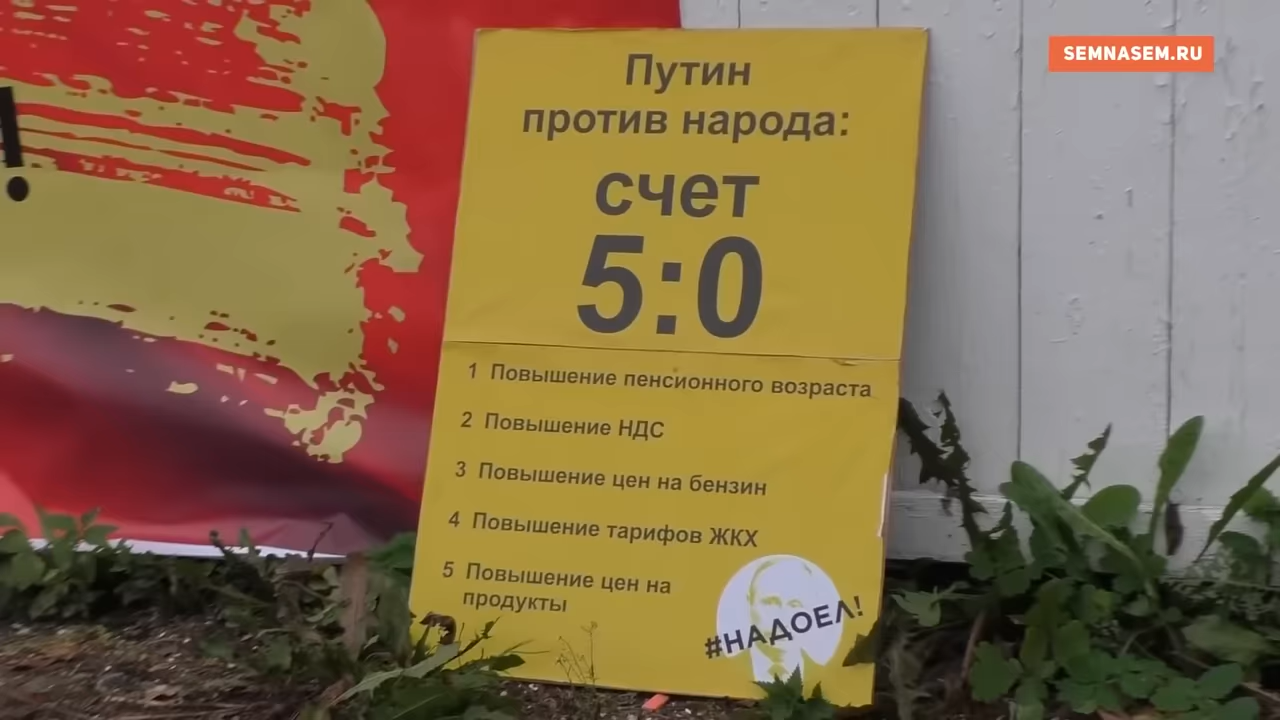 SEMNASEM.RU
!
Путин
против народа:
счет
5:0
1 Повышение пенсионного возраста
2 Повышение НДС
3 Повышение цен на бензин
4 Повышение тарифов ЖКХ
5 Повышение цен на
продукты
#НАДОЕЛ!